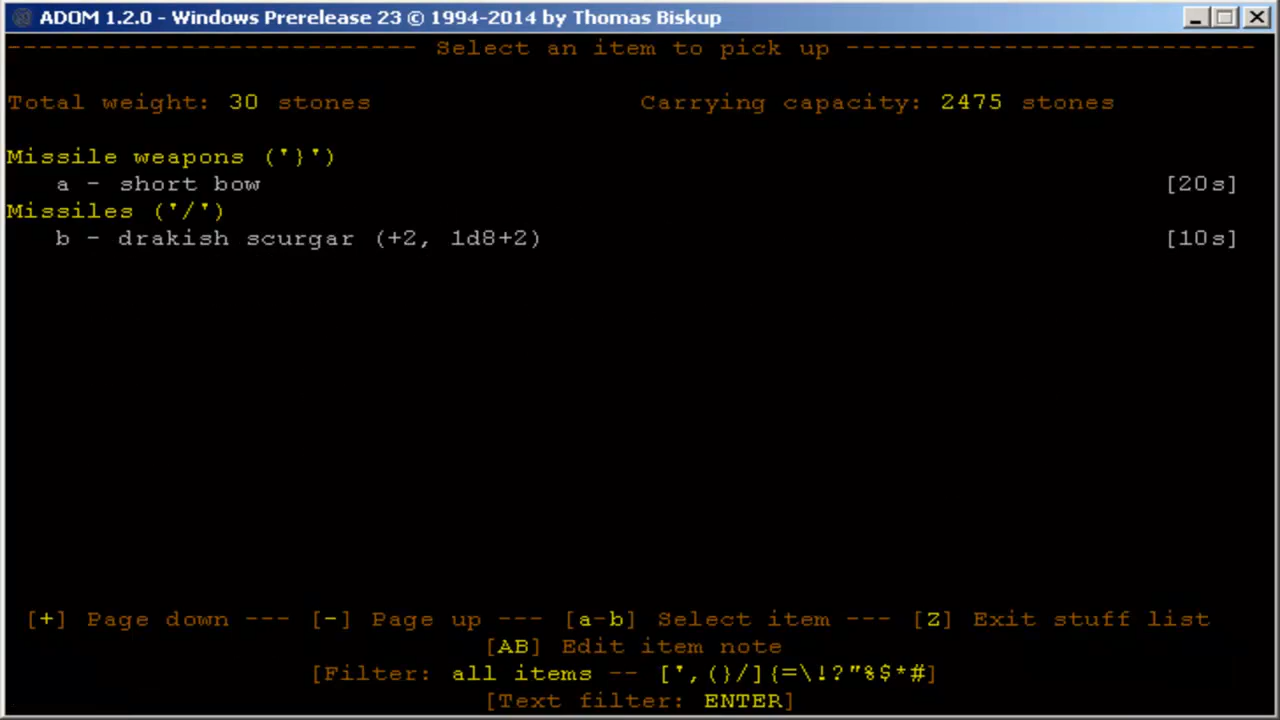 ADOM 1.2.0 - Windows Prerelease 23 © 1994-2014 by Thomas Biskup
-------------------------- Select an item to pick up --------------------------
Total weight: 30 stones Carrying capacity: 2475 stones
Missile weapons ('}')
a - short bow [20s]
Missiles ('/')
b - drakish scurgar (+2, 1d8+2) [10s]
[+] Page down --- [-] Page up --- [a-b] Select item --- [Z] Exit stuff list
[AB] Edit item note
[Filter: all items -- [',(}/]{=\!?"%$*#]
[Text filter: ENTER]